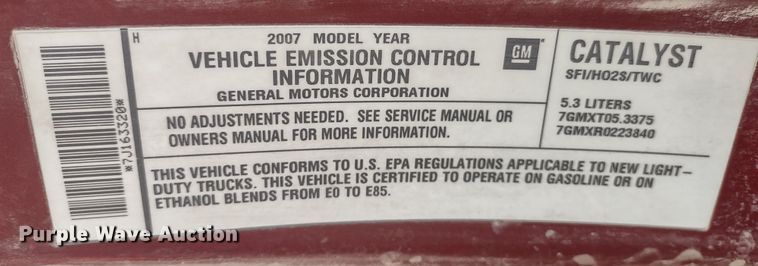 H
2007 MODEL YEAR
VEHICLE EMISSION CONTROL
INFORMATION
GENERAL MOTORS CORPORATION
GM
CATALYST
SFI/HO2S/TWC
5.3 LITERS
7GMXT05.3375
7GMXR0223840
NO ADJUSTMENTS NEEDED. SEE SERVICE MANUAL OR
OWNERS MANUAL FOR MORE INFORMATION.
THIS VEHICLE CONFORMS TO U.S. EPA REGULATIONS APPLICABLE TO NEW LIGHT-
DUTY TRUCKS. THIS VEHICLE IS CERTIFIED TO OPERATE ON GASOLINE OR ON
ETHANOL BLENDS FROM E0 TO E85.
*7J163320*
Purple Wave Auction